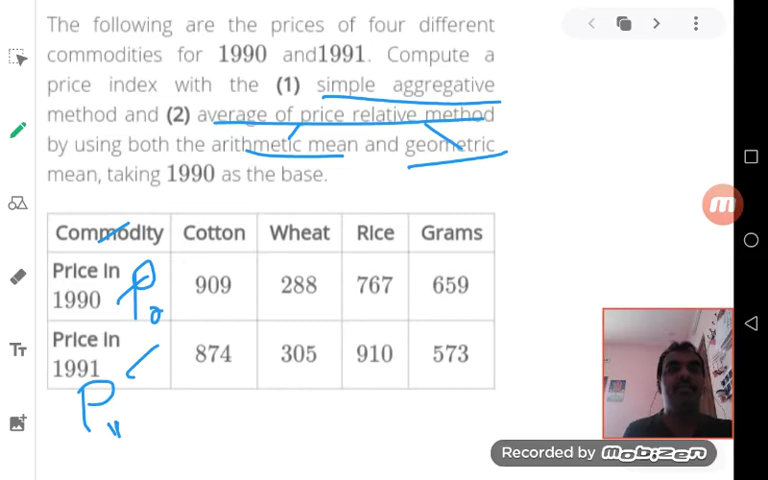 The following are the prices of four different
commodities for 1990 and1991. Compute a
price index with the (1) simple aggregative
method and (2) average of price relative method
by using both the arithmetic mean and geometric
mean, taking 1990 as the base.
Commodity Cotton Wheat Rice Grams
Price in
1990 909 288 767 659
Price in
1991 874 305 910 573
Tт
Recorded by mobizen